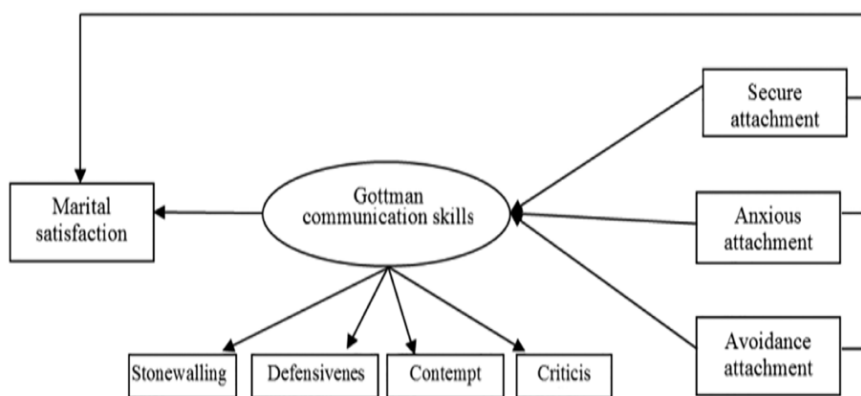 Secure
attachment
Gottman
communication skills
Marital
satisfaction
Anxious
attachment
Avoidance
attachment
Stonewalling
Defensivenes
Contempt
Criticis